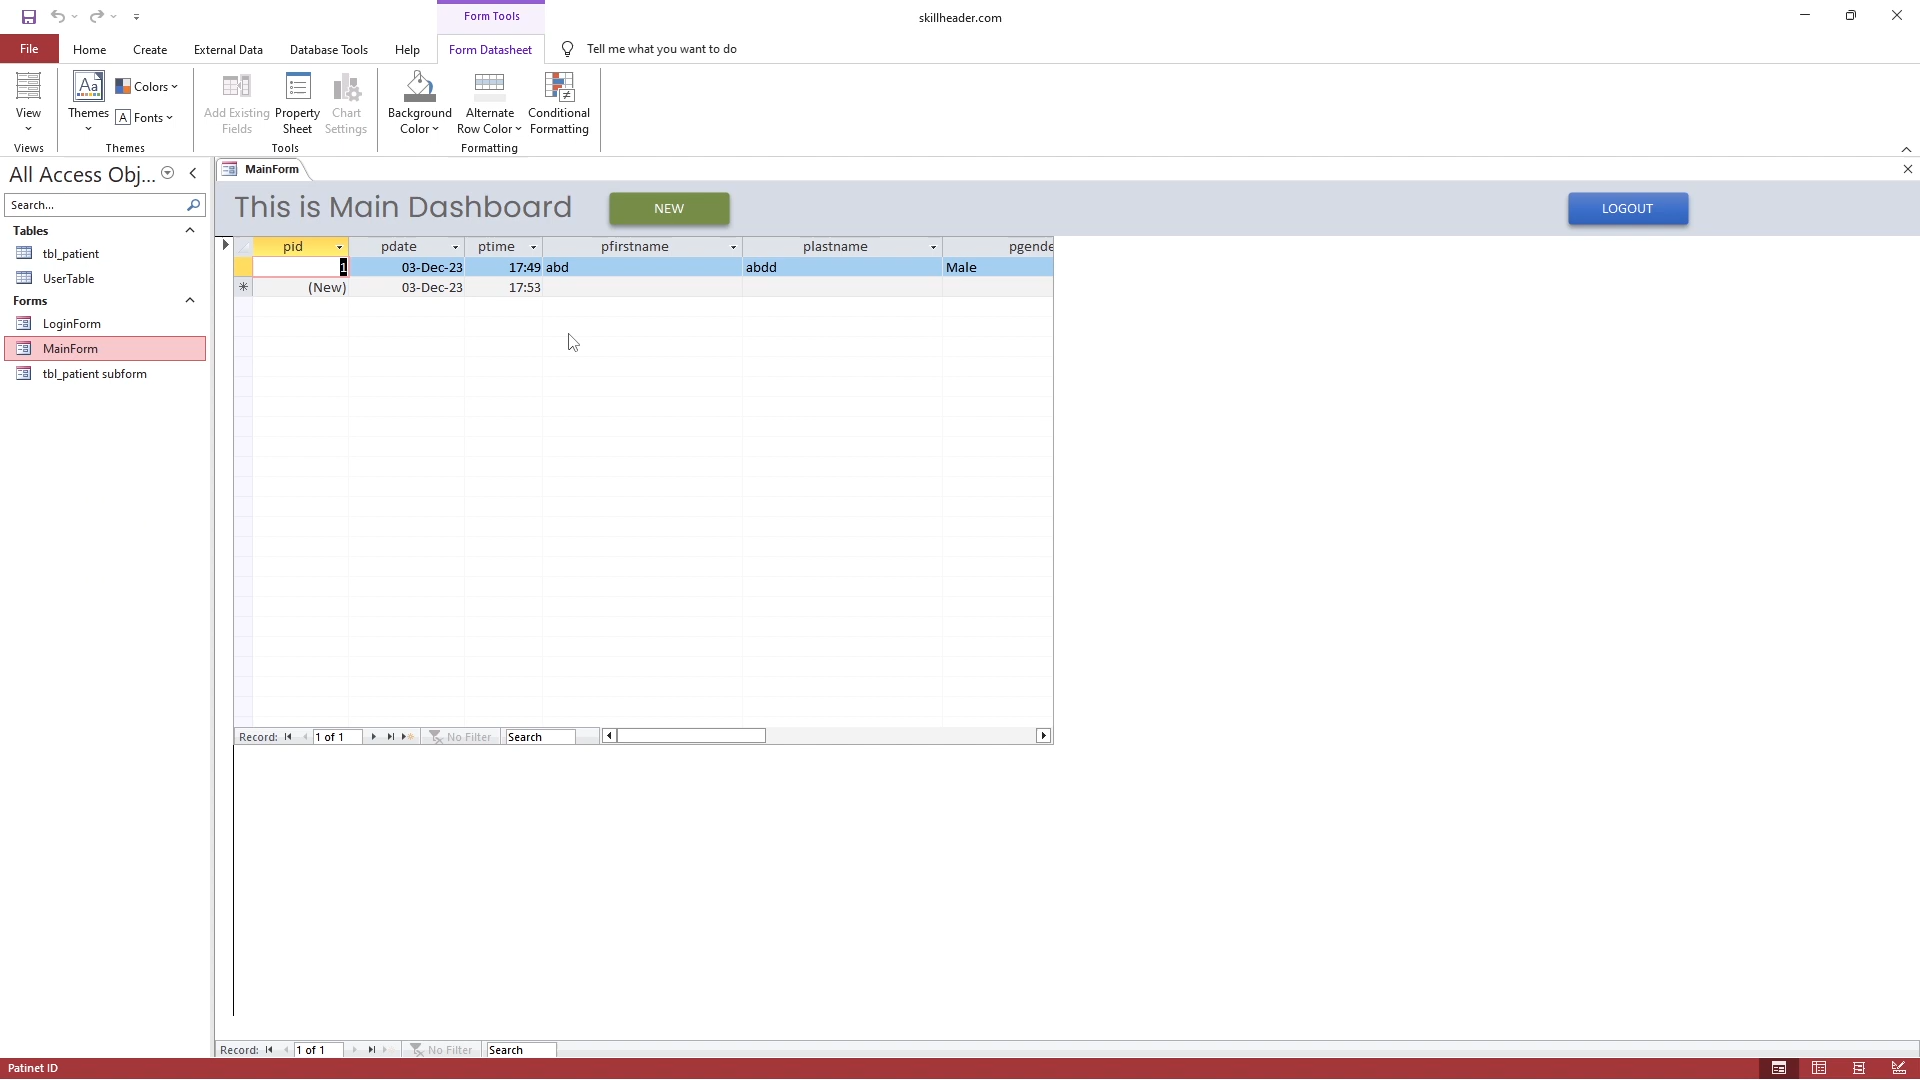 Form Tools
skillheader.com
File Home Create External Data Database Tools Help Form Datasheet Tell me what you want to do
View
Themes
Aa
Colors
A Fonts
Add Existing Fields
Property Sheet
Chart Settings
Background Color
Alternate Row Color
Conditional Formatting
Views Themes Tools Formatting
All Access Obj...
Search...
Tables
tbl_patient
UserTable
Forms
LoginForm
MainForm
tbl_patient subform
MainForm
This is Main Dashboard NEW LOGOUT
pid pdate ptime pfirstname plastname pgende
1 03-Dec-23 17:49 abd abdd Male
(New) 03-Dec-23 17:53
Record: 1 of 1 No Filter Search
Record: 1 of 1 No Filter Search
Patinet ID